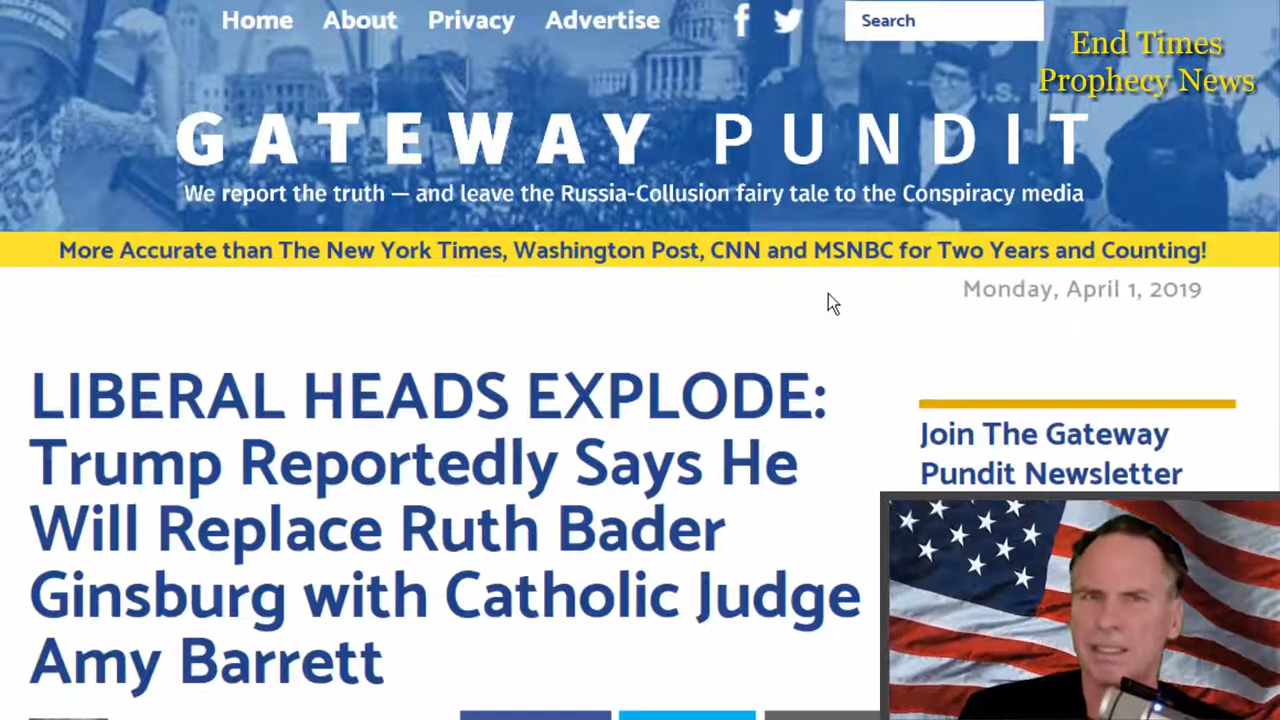 Home About Privacy Advertise
Search
End Times
Prophecy News
GATEWAY PUNDIT
We report the truth — and leave the Russia-Collusion fairy tale to the Conspiracy media
More Accurate than The New York Times, Washington Post, CNN and MSNBC for Two Years and Counting!
Monday, April 1, 2019
LIBERAL HEADS EXPLODE:
Trump Reportedly Says He
Will Replace Ruth Bader
Ginsburg with Catholic Judge
Amy Barrett
Join The Gateway
Pundit Newsletter